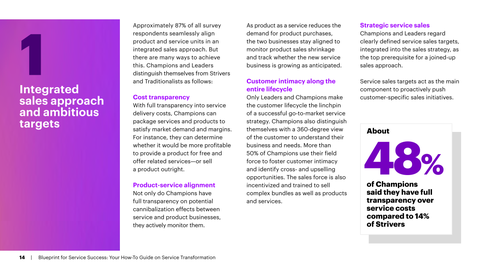 1
Integrated
sales approach
and ambitious
targets
Approximately 87% of all survey
respondents seamlessly align
product and service units in an
integrated sales approach. But
there are many ways to achieve
this. Champions and Leaders
distinguish themselves from Strivers
and Traditionalists as follows:
Cost transparency
With full transparency into service
delivery costs, Champions can
package services and products to
satisfy market demand and margins.
For instance, they can determine
whether it would be more profitable
to provide a product for free and
offer related services—or sell
a product outright.
Product-service alignment
Not only do Champions have
full transparency on potential
cannibalization effects between
service and product businesses,
they actively monitor them.
As product as a service reduces the
demand for product purchases,
the two businesses stay aligned to
monitor product sales shrinkage
and track whether the new service
business is growing as anticipated.
Customer intimacy along the
entire lifecycle
Only Leaders and Champions make
the customer lifecycle the linchpin
of a successful go-to-market service
strategy. Champions also distinguish
themselves with a 360-degree view
of the customer to understand their
business and needs. More than
50% of Champions use their field
force to foster customer intimacy
and identify cross- and upselling
opportunities. The sales force is also
incentivized and trained to sell
complex bundles as well as products
and services.
Strategic service sales
Champions and Leaders regard
clearly defined service sales targets,
integrated into the sales strategy, as
the top prerequisite for a joined-up
sales approach.
Service sales targets act as the main
component to proactively push
customer-specific sales initiatives.
About
48%
of Champions
said they have full
transparency over
service costs
compared to 14%
of Strivers
14 | Blueprint for Service Success: Your How-To Guide on Service Transformation